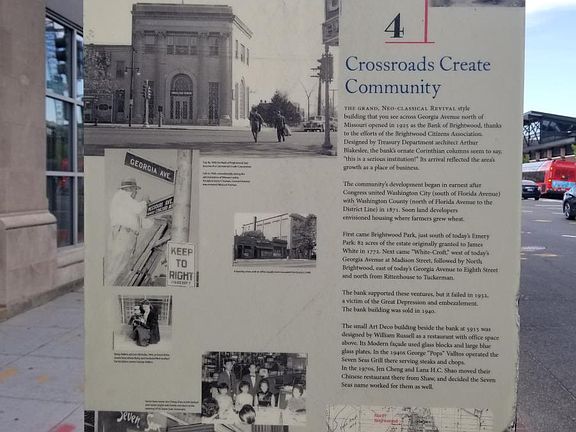 4
Crossroads Create
Community
THE GRAND, NEO-CLASSICAL REVIVAL style
building that you see across Georgia Avenue north of
Missouri opened in 1925 as the Bank of Brightwood, thanks
to the efforts of the Brightwood Citizens Association.
Designed by Treasury Department architect Arthur
Blakeslee, the bank's ornate Corinthian columns seem to say,
"this is a serious institution!" Its arrival reflected the area's
growth as a place of business.
The community's development began in earnest after
Congress united Washington City (south of Florida Avenue)
with Washington County (north of Florida Avenue to the
District Line) in 1871. Soon land developers
envisioned housing where farmers grew wheat.
First came Brightwood Park, just south of today's Emery
Park: 82 acres of the estate originally granted to James
White in 1772. Next came "White-Croft," west of today's
Georgia Avenue at Madison Street, followed by North
Brightwood, east of today's Georgia Avenue to Eighth Street
and north from Rittenhouse to Tuckerman.
The bank supported these ventures, but it failed in 1932,
a victim of the Great Depression and embezzlement.
The bank building was sold in 1940.
The small Art Deco building beside the bank at 5915 was
designed by William Russell as a restaurant with office space
above. Its Modern façade used glass blocks and large blue
glass plates. In the 1940s George "Pops" Valltos operated the
Seven Seas Grill there serving steaks and chops.
In the 1970s, Jen Cheng and Lana H.C. Shao moved their
Chinese restaurant there from Shaw, and decided the Seven
Seas name worked for them as well.
GEORGIA AVE.
MISSOURI AVE.
KEEP
TO
RIGHT
Seven
North
Brightwood